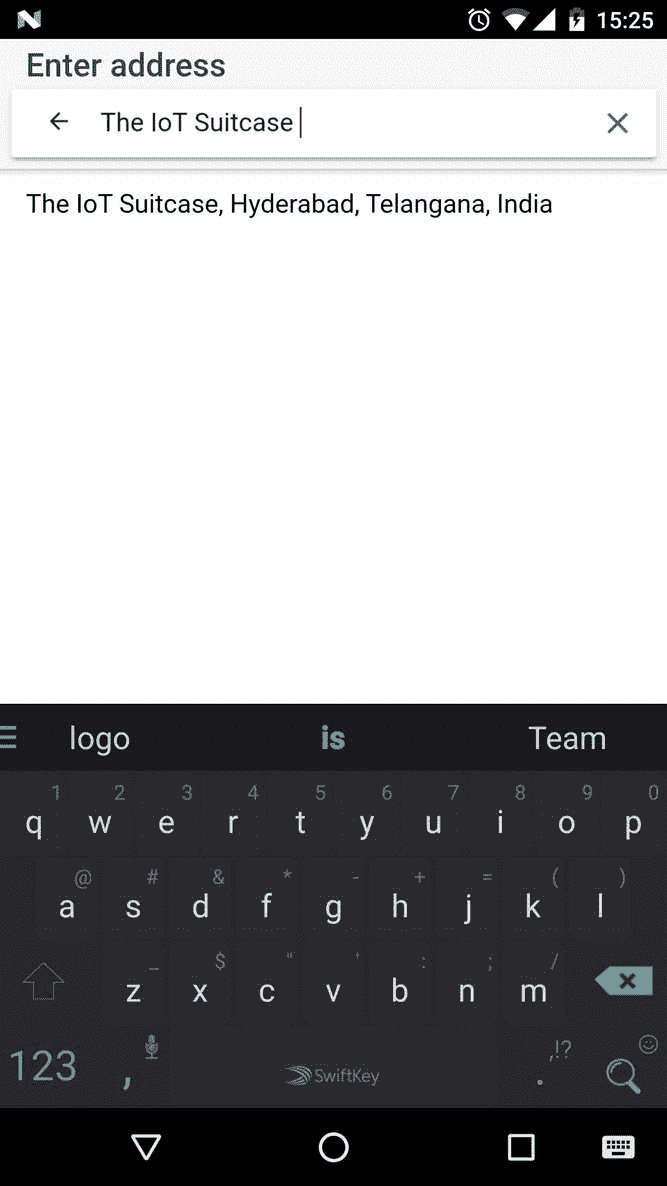 15:25
Enter address
The IoT Suitcase
The IoT Suitcase, Hyderabad, Telangana, India
logo is Team
1 2 3 4 5 6 7 8 9 0
q w e r t y u i o p
@ # & * - + = ( )
a s d f g h j k l
_ $ " ' : ; /
z x c v b n m
,!?
123 , SwiftKey .